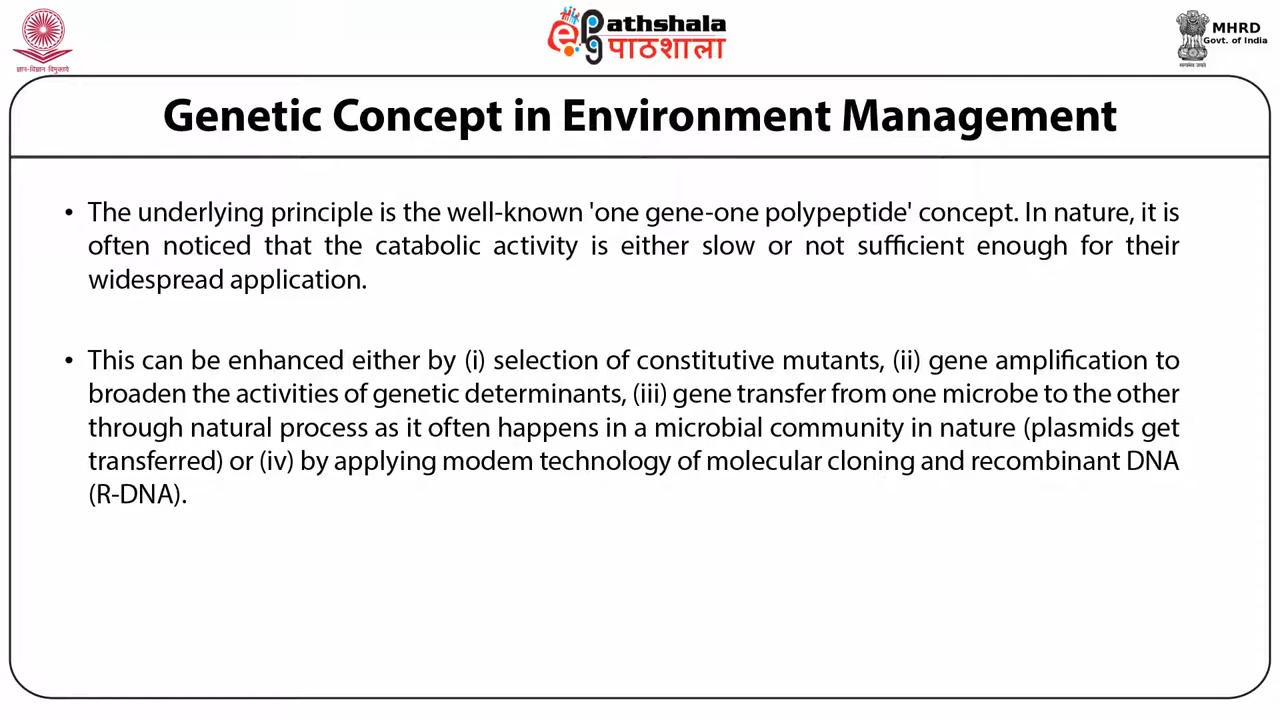 ePG Pathshala
पाठशाला
MHRD
Govt. of India
ज्ञान-विज्ञान विमुक्तये
सत्यमेव जयते
Genetic Concept in Environment Management
• The underlying principle is the well-known 'one gene-one polypeptide' concept. In nature, it is
often noticed that the catabolic activity is either slow or not sufficient enough for their
widespread application.
• This can be enhanced either by (i) selection of constitutive mutants, (ii) gene amplification to
broaden the activities of genetic determinants, (iii) gene transfer from one microbe to the other
through natural process as it often happens in a microbial community in nature (plasmids get
transferred) or (iv) by applying modem technology of molecular cloning and recombinant DNA
(R-DNA).